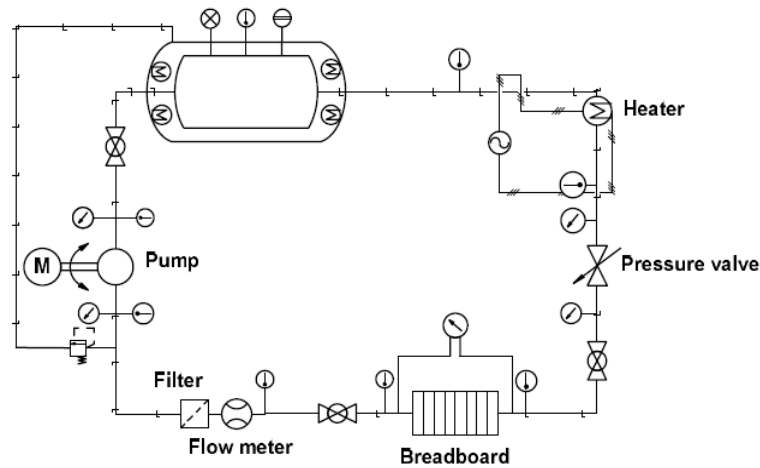 Heater
Pump
M
Pressure valve
Filter
Flow meter
Breadboard